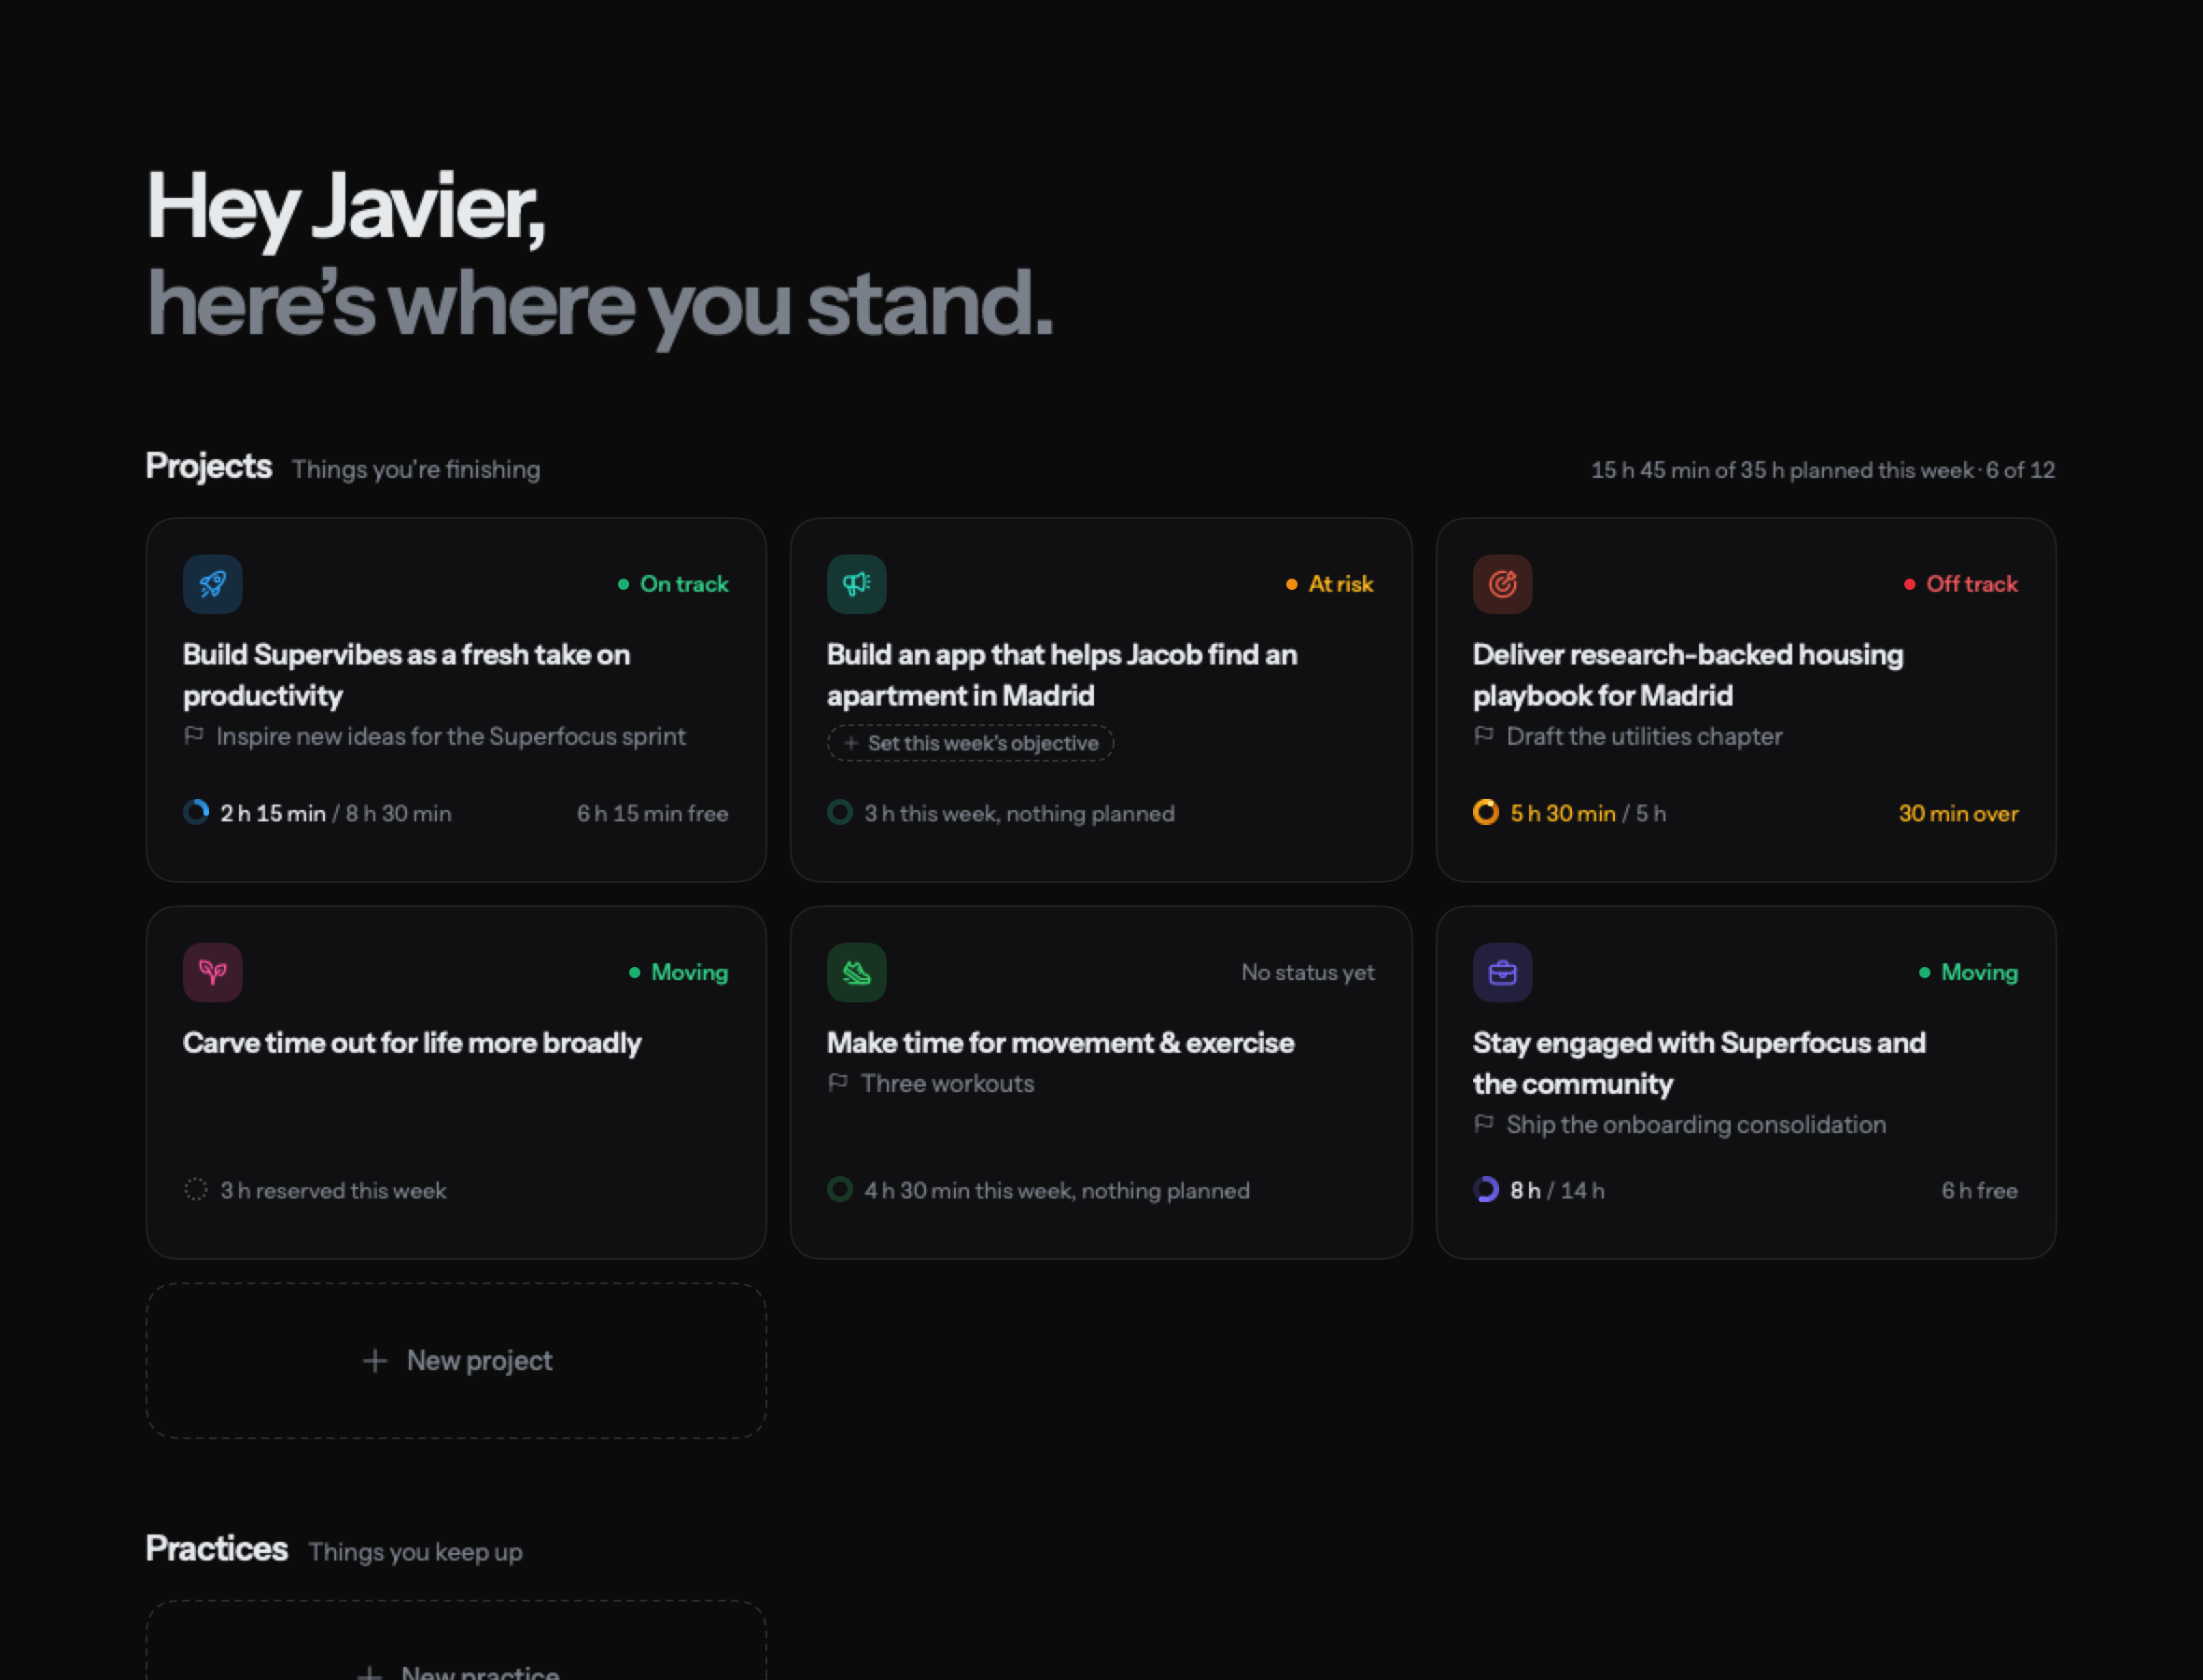 Hey Javier,
here’s where you stand.
Projects Things you’re finishing
15 h 45 min of 35 h planned this week · 6 of 12
On track
Build Supervibes as a fresh take on
productivity
Inspire new ideas for the Superfocus sprint
2 h 15 min / 8 h 30 min
6 h 15 min free
At risk
Build an app that helps Jacob find an
apartment in Madrid
+ Set this week’s objective
3 h this week, nothing planned
Off track
Deliver research-backed housing
playbook for Madrid
Draft the utilities chapter
5 h 30 min / 5 h
30 min over
Moving
Carve time out for life more broadly
3 h reserved this week
No status yet
Make time for movement & exercise
Three workouts
4 h 30 min this week, nothing planned
Moving
Stay engaged with Superfocus and
the community
Ship the onboarding consolidation
8 h / 14 h
6 h free
+ New project
Practices Things you keep up
+ New practice